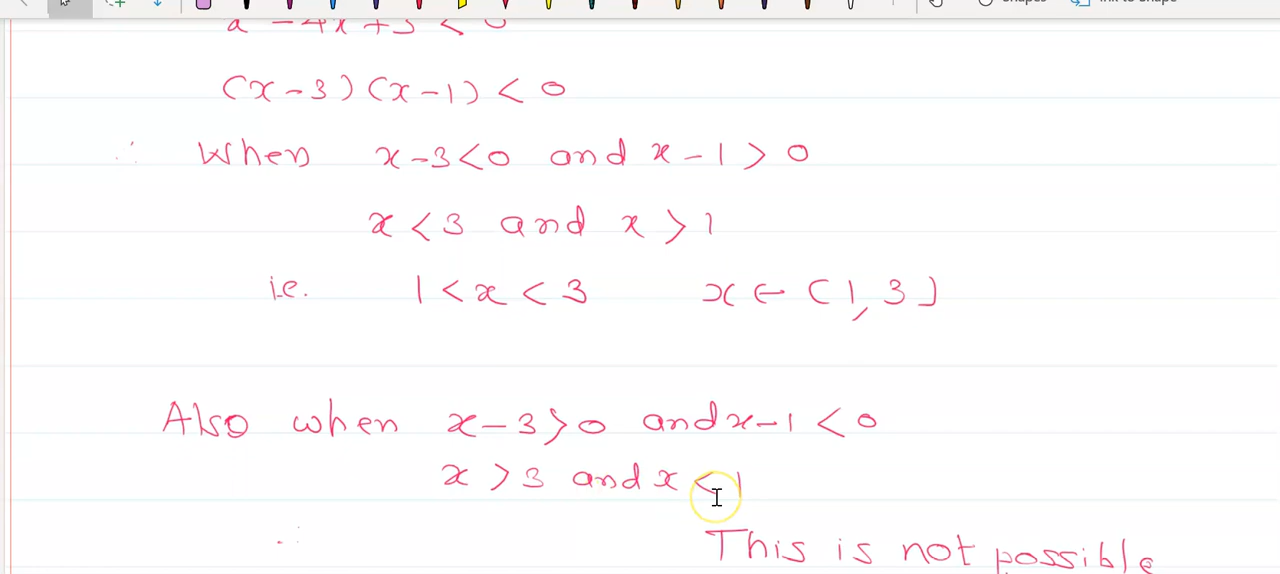 (x-3)(x-1) < 0
∴ When x-3<0 and x-1 > 0
x < 3 and x > 1
i.e. 1 < x < 3 x ∈ (1, 3)
Also when x-3>0 and x-1 < 0
x > 3 and x < 1
This is not possible